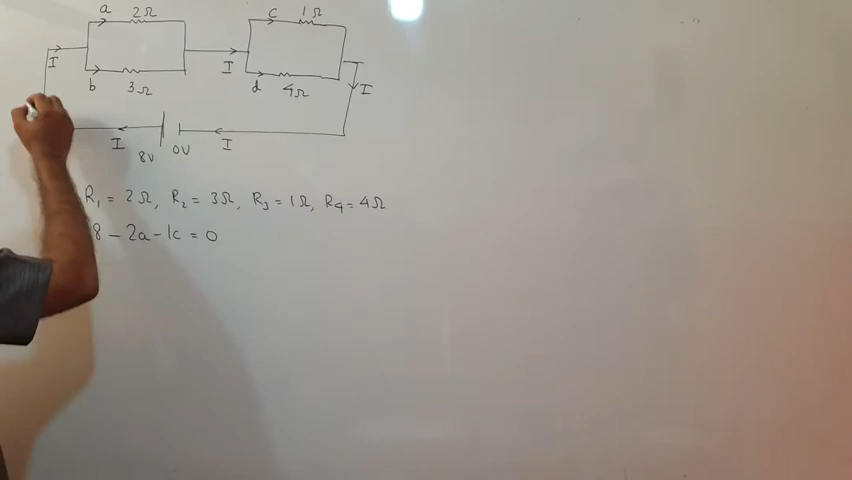 a 2Ω c 1Ω
I I I
b 3Ω d 4Ω
I 8V 0V I
R1 = 2Ω, R2 = 3Ω, R3 = 1Ω, R4 = 4Ω
8 – 2a – 1c = 0